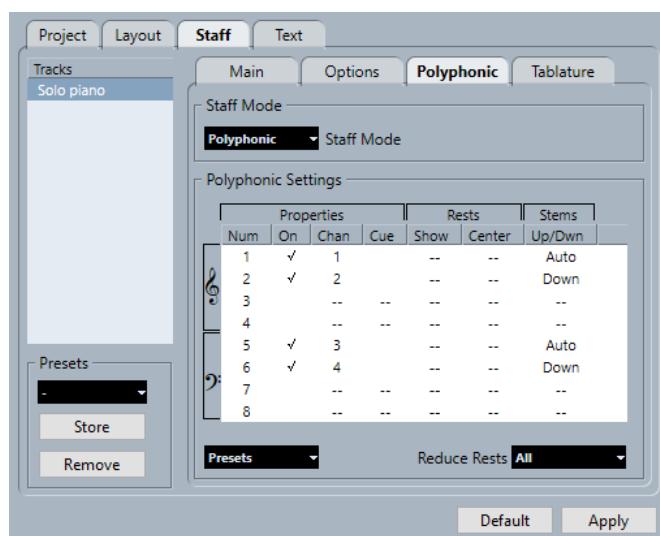 Project Layout Staff Text
Tracks
Solo piano
Main Options Polyphonic Tablature
Staff Mode
Polyphonic Staff Mode
Polyphonic Settings
Properties Rests Stems
Num On Chan Cue Show Center Up/Dwn
1 √ 1 -- -- Auto
2 √ 2 -- -- Down
3 -- -- -- -- --
4 -- -- -- -- --
5 √ 3 -- -- Auto
6 √ 4 -- -- Down
7 -- -- -- -- --
8 -- -- -- -- --
Presets
-
Store
Remove
Presets Reduce Rests All
Default Apply